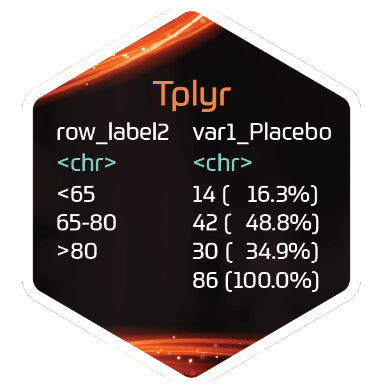 Tplyr
row_label2 var1_Placebo
<chr> <chr>
<65 14 ( 16.3%)
65-80 42 ( 48.8%)
>80 30 ( 34.9%)
86 (100.0%)